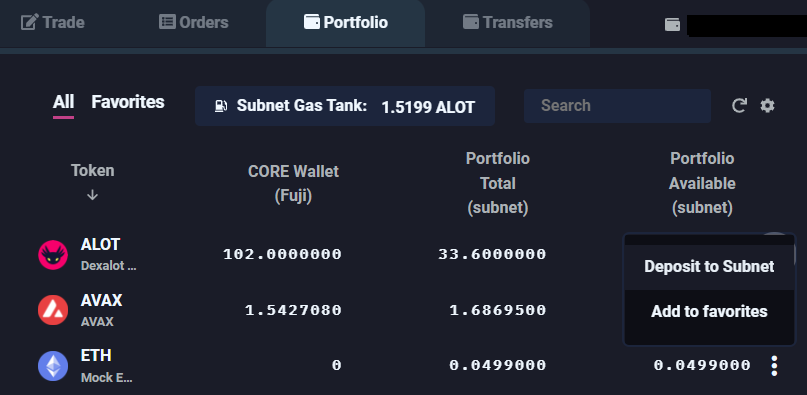 Trade Orders Portfolio Transfers
All Favorites Subnet Gas Tank: 1.5199 ALOT Search
Token CORE Wallet (Fuji) Portfolio Total (subnet) Portfolio Available (subnet)
ALOT 102.0000000 33.6000000
Dexalot ...
Deposit to Subnet
AVAX 1.5427080 1.6869500
AVAX
Add to favorites
ETH 0 0.0499000 0.0499000
Mock E...